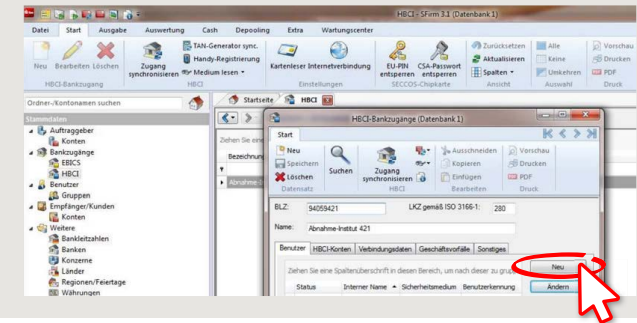 HBCI - SFirm 3.1 (Datenbank 1)
Datei Start Ausgabe Auswertung Cash Depooling Extra Wartungscenter
Neu Bearbeiten Löschen
HBCI-Bankzugang
Zugang synchronisieren
TAN-Generator sync.
Handy-Registrierung
Medium lesen
HBCI
Kartenleser Internetverbindung
Einstellungen
EU-PIN entsperren
CSA-Passwort entsperren
SECCOS-Chipkarte
Zurücksetzen
Aktualisieren
Spalten
Ansicht
Alle
Keine
Umkehren
Auswahl
Vorschau
Drucken
PDF
Druck
Ordner-/Kontonamen suchen
Startseite HBCI
Stammdaten
Auftraggeber
Konten
Bankzugänge
EBICS
HBCI
Benutzer
Gruppen
Empfänger/Kunden
Konten
Weitere
Bankleitzahlen
Banken
Konzerne
Länder
Regionen/Feiertage
Währungen
Ziehen Sie eine
Bezeichnung
Abnahme-I
HBCI-Bankzugänge (Datenbank 1)
Start
Neu
Speichern
Löschen
Datensatz
Suchen
Zugang synchronisieren
HBCI
Ausschneiden
Kopieren
Einfügen
Bearbeiten
Vorschau
Drucken
PDF
Druck
BLZ: 94059421 LKZ gemäß ISO 3166-1: 280
Name: Abnahme-Institut 421
Benutzer HBCI-Konten Verbindungsdaten Geschäftsvorfälle Sonstiges
Ziehen Sie eine Spaltenüberschrift in diesen Bereich, um nach dieser zu grup
Neu
Status Interner Name Sicherheitsmedium Benutzerkennung
Ändern